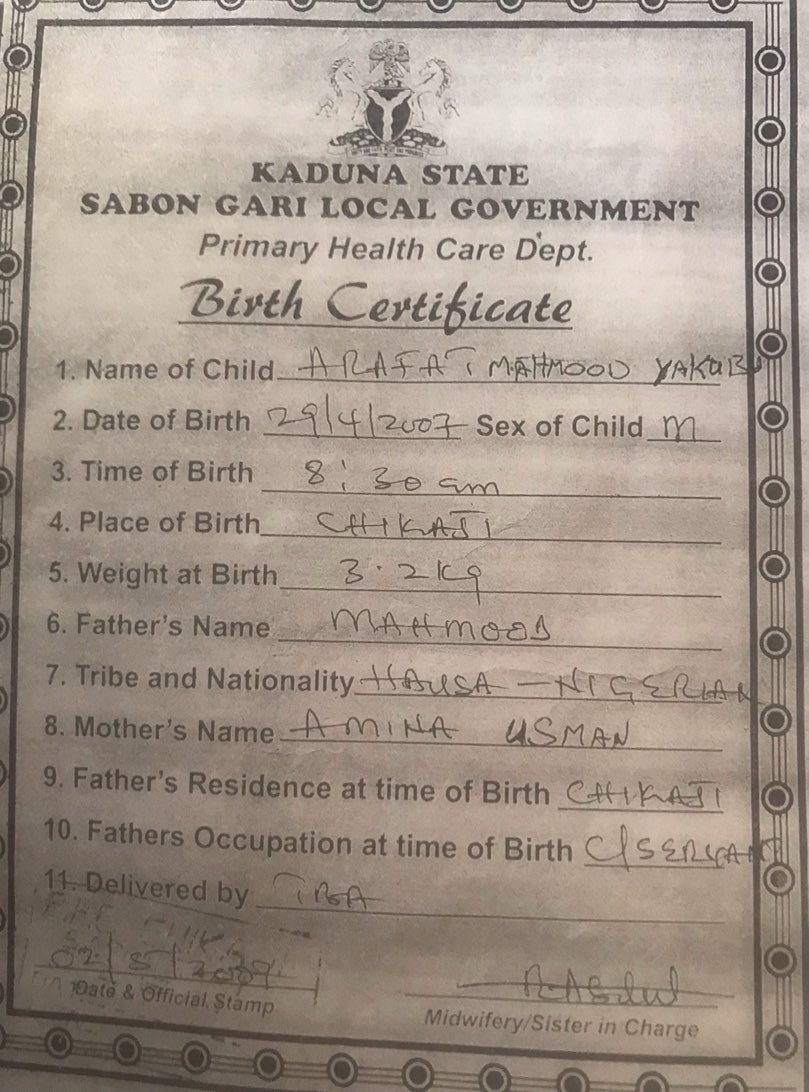 KADUNA STATE
SABON GARI LOCAL GOVERNMENT
Primary Health Care Dept.
Birth Certificate
1. Name of Child ARAFAT MAHMOOD YAKUBU
2. Date of Birth 29/4/2007 Sex of Child M
3. Time of Birth 8:30am
4. Place of Birth CHIKAJI
5. Weight at Birth 3.2kg
6. Father's Name MAHMOOD
7. Tribe and Nationality HAUSA - NIGERIAN
8. Mother's Name AMINA USMAN
9. Father's Residence at time of Birth CHIKAJI
10. Fathers Occupation at time of Birth C/SERVANT
11. Delivered by
Date & Official Stamp
Midwifery/Sister in Charge